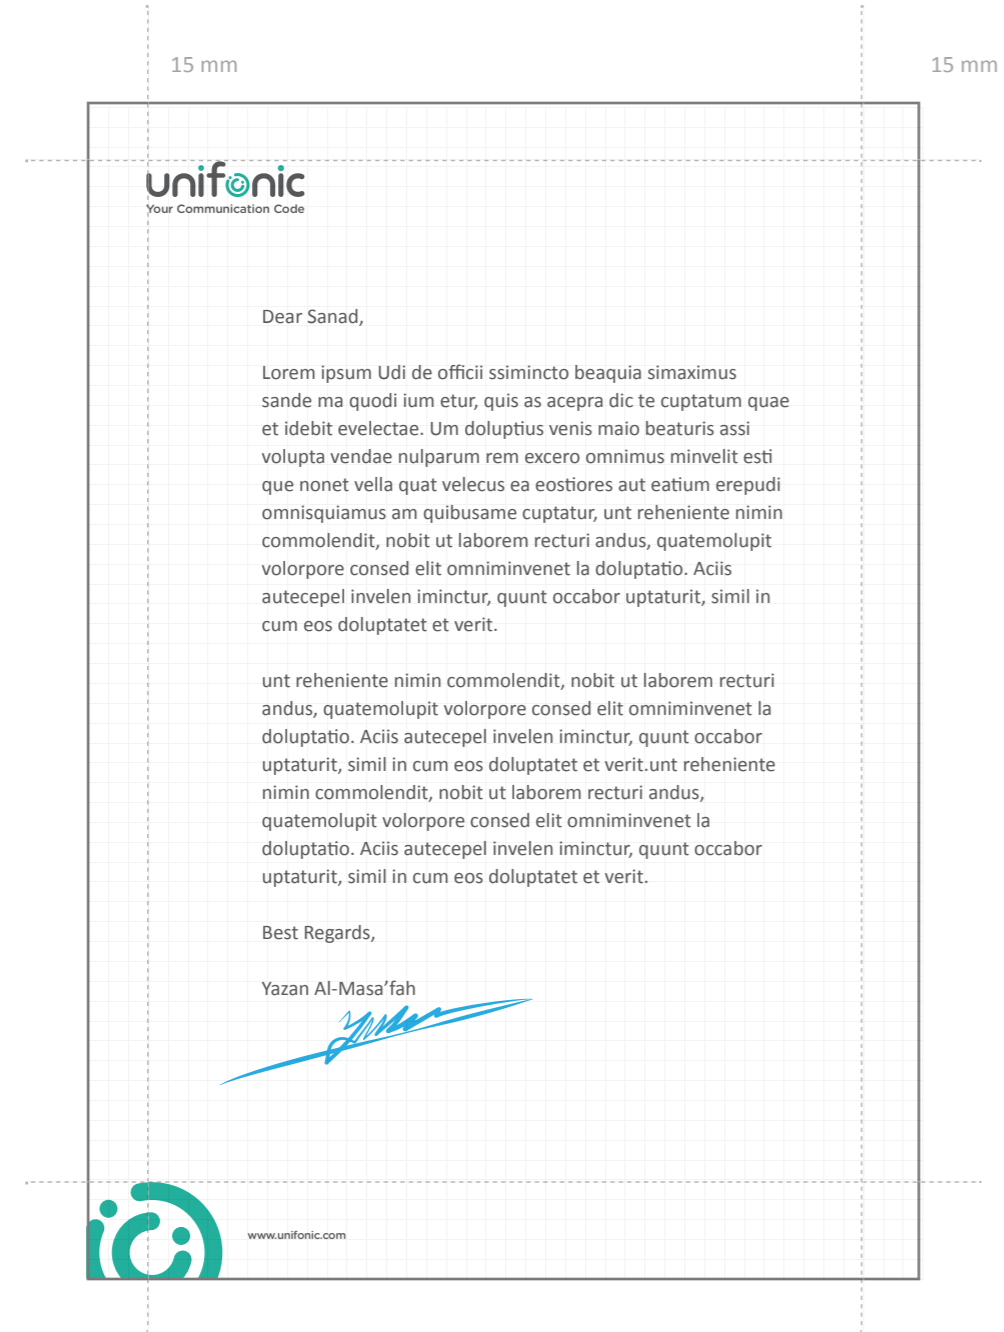 15 mm
15 mm
unifonic
Your Communication Code
Dear Sanad,
Lorem ipsum Udi de officii ssimincto beaquia simaximus
sande ma quodi ium etur, quis as acepra dic te cuptatum quae
et idebit evelectae. Um doluptius venis maio beaturis assi
volupta vendae nulparum rem excero omnimus minvelit esti
que nonet vella quat velecus ea eostiores aut eatium erepudi
omnisquiamus am quibusame cuptatur, unt reheniente nimin
commolendit, nobit ut laborem recturi andus, quatemolupit
volorpore consed elit omniminvenet la doluptatio. Aciis
autecepel invelen iminctur, quunt occabor uptaturit, simil in
cum eos doluptatet et verit.
unt reheniente nimin commolendit, nobit ut laborem recturi
andus, quatemolupit volorpore consed elit omniminvenet la
doluptatio. Aciis autecepel invelen iminctur, quunt occabor
uptaturit, simil in cum eos doluptatet et verit.unt reheniente
nimin commolendit, nobit ut laborem recturi andus,
quatemolupit volorpore consed elit omniminvenet la
doluptatio. Aciis autecepel invelen iminctur, quunt occabor
uptaturit, simil in cum eos doluptatet et verit.
Best Regards,
Yazan Al-Masa’fah
www.unifonic.com